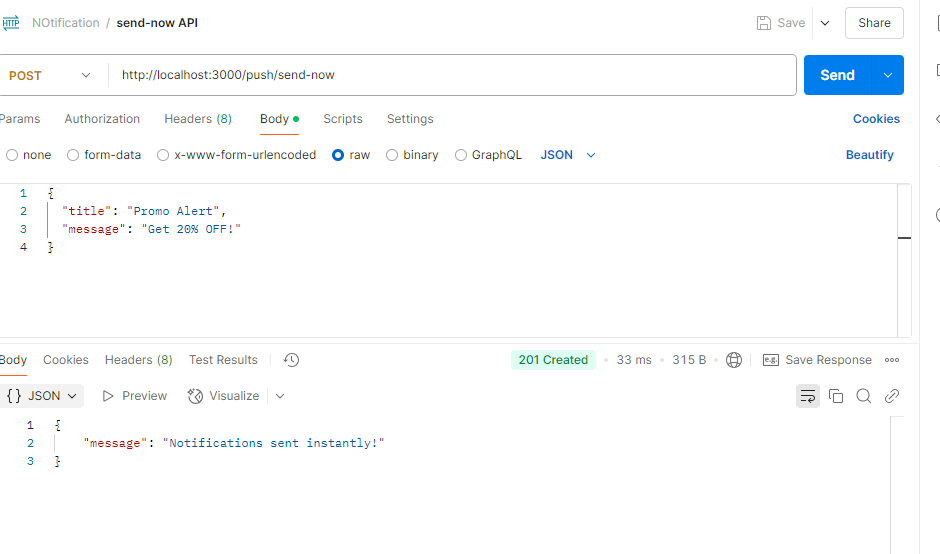 HTTP NOtification / send-now API Save Share
POST http://localhost:3000/push/send-now Send
Params Authorization Headers (8) Body Scripts Settings Cookies
none form-data x-www-form-urlencoded raw binary GraphQL JSON Beautify
1 {
2 "title": "Promo Alert",
3 "message": "Get 20% OFF!"
4 }
Body Cookies Headers (8) Test Results 201 Created 33 ms 315 B e.g. Save Response
{} JSON Preview Visualize
1 {
2 "message": "Notifications sent instantly!"
3 }